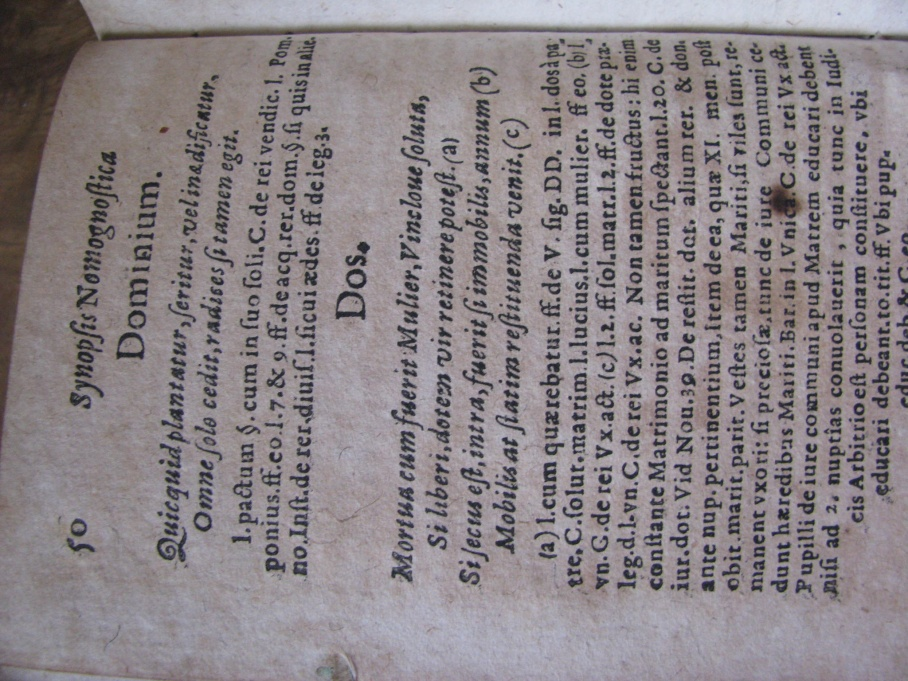 50 Synopsis Nomognostica
Dominium.
Quicquid plantatur, seritur, vel inædificatur,
Omne solo cedit, radices si tamen egit.
l. pactum §. cum in suo soli, C. de rei vendic. l. Pom.
ponius. ff. eo. l. 7. & 9. ff. de acq. rer. dom. §. si quis in alie.
no. Inst. de rer. diuis. l. si cui ædes. ff. de leg. 3.
Dos.
Mortua cum fuerit Mulier, Vinclove soluta,
Si liberi, dotem vir retinere potest. (a)
Si secus est, intra, fuerit si immobilis, annum (b)
Mobilis at statim restituenda venit. (c)
(a) l. cum quærebatur. ff. de V. sig. DD. in l. dos à pa.
tre, C. solut. matrim. l. lucius, l. cum mulier. ff eo. (b) l.
vn. C. de rei Vx. act. (c) l. 2. ff. sol. matr. l. 2. ff. de dote præ-
leg. d. l. vn. C. de rei Vx. ac. Non tamen fructus: hi enim
constante Matrimonio ad maritum spectant. l. 20. C. de
iur. dot. Vid Nou. 39. De restit. dot. alium rer. & don.
ante nup. pertinentium, item de ea, quæ XI. men. post
obit. marit. parit. Vestes tamen Mariti, si viles sunt, re-
manent vxori: si preciosæ, tunc de iure Communi ce-
dunt hæredibus Mariti. Bar. in l. Vnica. C. de rei Vx act.
Pupilli de iure communi apud Matrem educari debent
nisi ad 2. nuptias conuolauerit, quia tunc in Iudi-
cis Arbitrio est personam constituere, vbi
educari debeant. to. tit. ff. Vbi pup.
educ. deb. & C. eo.